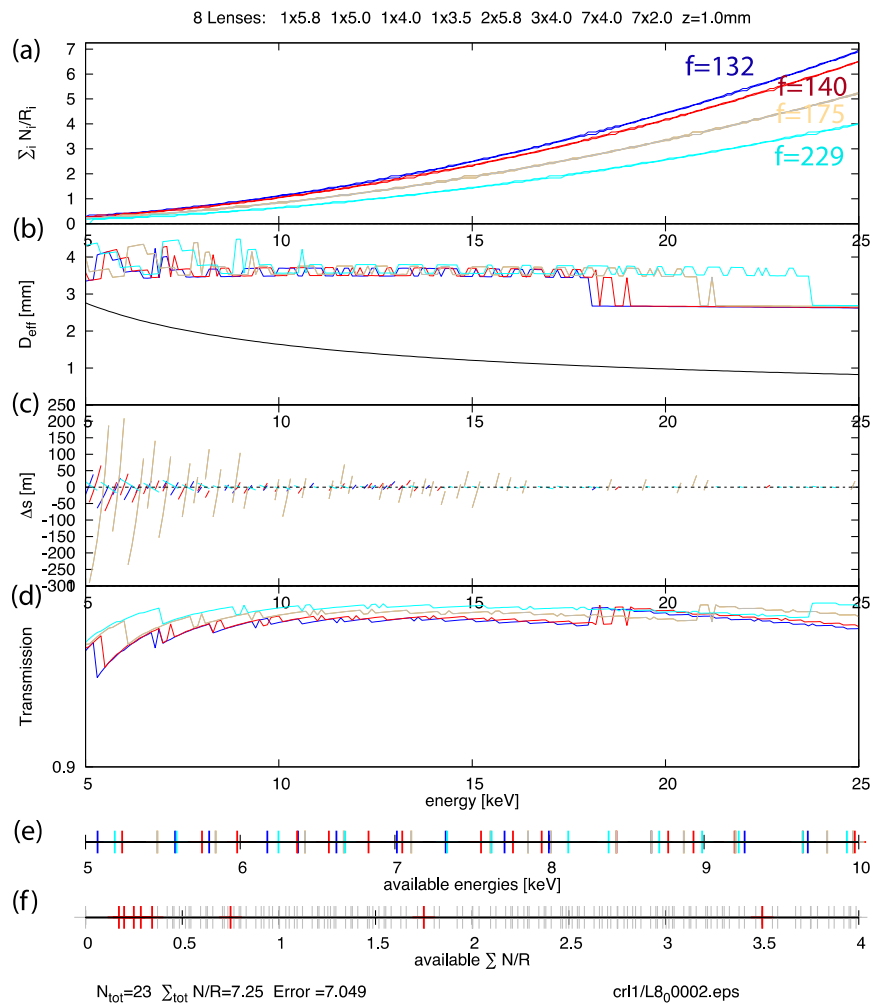 8 Lenses: 1x5.8 1x5.0 1x4.0 1x3.5 2x5.8 3x4.0 7x4.0 7x2.0 z=1.0mm
(a)
7
6
5
4
3
2
1
0
Σi Ni/Ri
f=132
f=140
f=175
f=229
5 10 15 20 25
(b)
4
3
2
1
0
Deff [mm]
5 10 15 20 25
(c)
250
200
150
100
50
0
-50
-100
-150
-200
-250
-300
Δs [m]
5 10 15 20 25
(d)
1
0.9
Transmission
5 10 15 20 25
energy [keV]
(e)
5 6 7 8 9 10
available energies [keV]
(f)
0 0.5 1 1.5 2 2.5 3 3.5 4
available Σ N/R
Ntot=23 Σtot N/R=7.25 Error =7.049
crl1/L8₀0002.eps